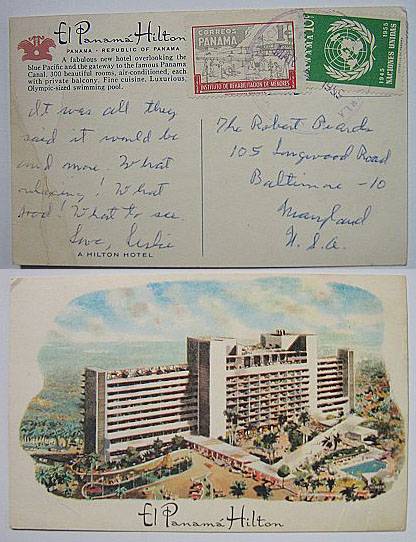 El Panamá Hilton
PANAMA - REPUBLIC OF PANAMA
A fabulous new hotel overlooking the
blue Pacific and the gateway to the famous Panama
Canal. 300 beautiful rooms, air-conditioned, each
with private balcony. Fine cuisine. Luxurious
Olympic-sized swimming pool.
CORREOS
PANAMA 1c
INSTITUTO DE REHABILITACION DE MENORES
PANAMA 10c
1945 1955
NACIONES UNIDAS
It was all they
said it would be
and more. What
relaxing! What
food! What to see.
Love, Leslie
The Robert
105 Longwood Road
Baltimore -10
Maryland
U.S.A.
A HILTON HOTEL
El Panamá Hilton